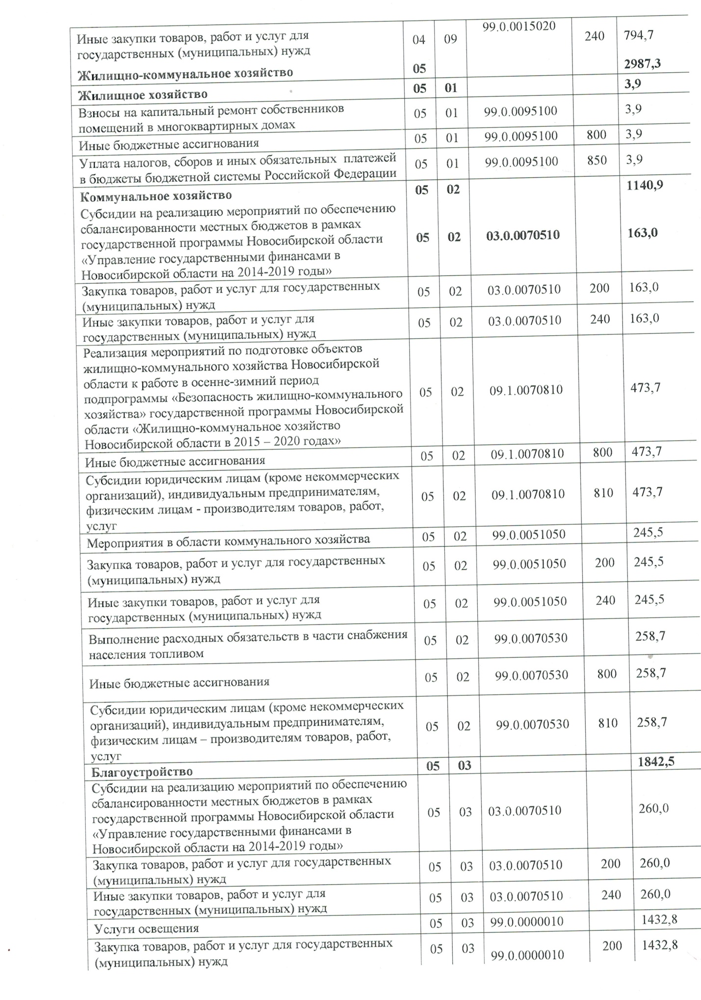 Иные закупки товаров, работ и услуг для
государственных (муниципальных) нужд
04 09 99.0.0015020 240 794,7
Жилищно-коммунальное хозяйство 05 2987,3
Жилищное хозяйство 05 01 3,9
Взносы на капитальный ремонт собственников
помещений в многоквартирных домах
05 01 99.0.0095100 3,9
Иные бюджетные ассигнования 05 01 99.0.0095100 800 3,9
Уплата налогов, сборов и иных обязательных платежей
в бюджеты бюджетной системы Российской Федерации
05 01 99.0.0095100 850 3,9
Коммунальное хозяйство 05 02 1140,9
Субсидии на реализацию мероприятий по обеспечению
сбалансированности местных бюджетов в рамках
государственной программы Новосибирской области
«Управление государственными финансами в
Новосибирской области на 2014-2019 годы»
05 02 03.0.0070510 163,0
Закупка товаров, работ и услуг для государственных
(муниципальных) нужд
05 02 03.0.0070510 200 163,0
Иные закупки товаров, работ и услуг для
государственных (муниципальных) нужд
05 02 03.0.0070510 240 163,0
Реализация мероприятий по подготовке объектов
жилищно-коммунального хозяйства Новосибирской
области к работе в осенне-зимний период
подпрограммы «Безопасность жилищно-коммунального
хозяйства» государственной программы Новосибирской
области «Жилищно-коммунальное хозяйство
Новосибирской области в 2015 – 2020 годах»
05 02 09.1.0070810 473,7
Иные бюджетные ассигнования 05 02 09.1.0070810 800 473,7
Субсидии юридическим лицам (кроме некоммерческих
организаций), индивидуальным предпринимателям,
физическим лицам - производителям товаров, работ,
услуг
05 02 09.1.0070810 810 473,7
Мероприятия в области коммунального хозяйства 05 02 99.0.0051050 245,5
Закупка товаров, работ и услуг для государственных
(муниципальных) нужд
05 02 99.0.0051050 200 245,5
Иные закупки товаров, работ и услуг для
государственных (муниципальных) нужд
05 02 99.0.0051050 240 245,5
Выполнение расходных обязательств в части снабжения
населения топливом
05 02 99.0.0070530 258,7
Иные бюджетные ассигнования 05 02 99.0.0070530 800 258,7
Субсидии юридическим лицам (кроме некоммерческих
организаций), индивидуальным предпринимателям,
физическим лицам – производителям товаров, работ,
услуг
05 02 99.0.0070530 810 258,7
Благоустройство 05 03 1842,5
Субсидии на реализацию мероприятий по обеспечению
сбалансированности местных бюджетов в рамках
государственной программы Новосибирской области
«Управление государственными финансами в
Новосибирской области на 2014-2019 годы»
05 03 03.0.0070510 260,0
Закупка товаров, работ и услуг для государственных
(муниципальных) нужд
05 03 03.0.0070510 200 260,0
Иные закупки товаров, работ и услуг для
государственных (муниципальных) нужд
05 03 03.0.0070510 240 260,0
Услуги освещения 05 03 99.0.0000010 1432,8
Закупка товаров, работ и услуг для государственных
(муниципальных) нужд
05 03 99.0.0000010 200 1432,8